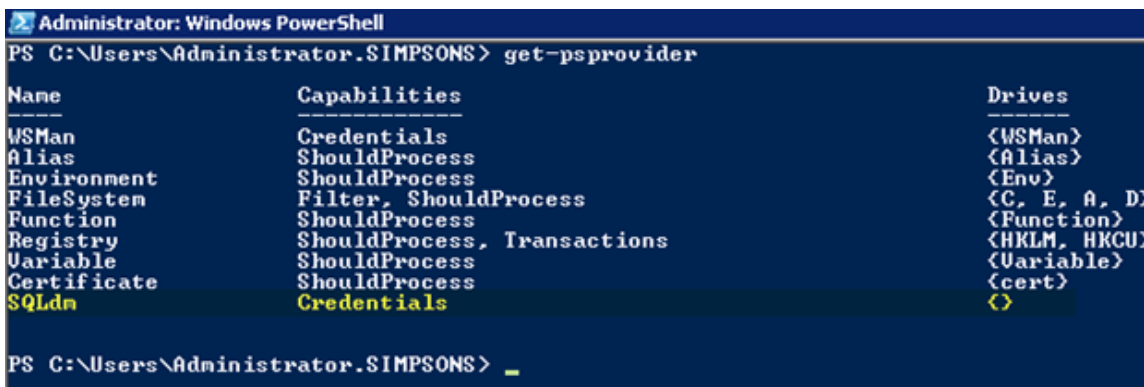 Administrator: Windows PowerShell
PS C:\Users\Administrator.SIMPSONS> get-psprovider
Name Capabilities Drives
---- ------------ ------
WSMan Credentials {WSMan}
Alias ShouldProcess {Alias}
Environment ShouldProcess {Env}
FileSystem Filter, ShouldProcess {C, E, A, D}
Function ShouldProcess {Function}
Registry ShouldProcess, Transactions {HKLM, HKCU}
Variable ShouldProcess {Variable}
Certificate ShouldProcess {cert}
SQLdm Credentials {}
PS C:\Users\Administrator.SIMPSONS> _